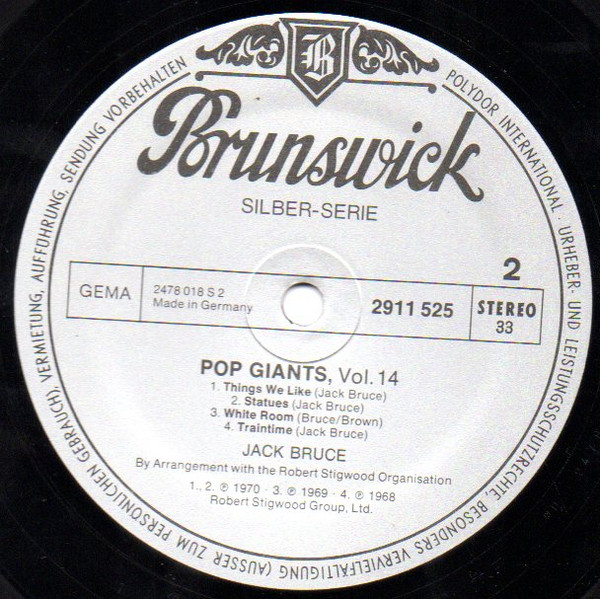 B
Brunswick
SILBER-SERIE
2
GEMA
2478 018 S 2
Made in Germany
2911 525
STEREO
33
POP GIANTS, Vol. 14
1. Things We Like (Jack Bruce)
2. Statues (Jack Bruce)
3. White Room (Bruce/Brown)
4. Traintime (Jack Bruce)
JACK BRUCE
By Arrangement with the Robert Stigwood Organisation
1., 2. ℗ 1970 · 3. ℗ 1969 · 4. ℗ 1968
Robert Stigwood Group, Ltd.
POLYDOR INTERNATIONAL · URHEBER- UND LEISTUNGSSCHUTZRECHTE, BESONDERS VERVIELFÄLTIGUNG (AUSSER ZUM PERSÖNLICHEN GEBRAUCH), VERMIETUNG, AUFFÜHRUNG, SENDUNG VORBEHALTEN